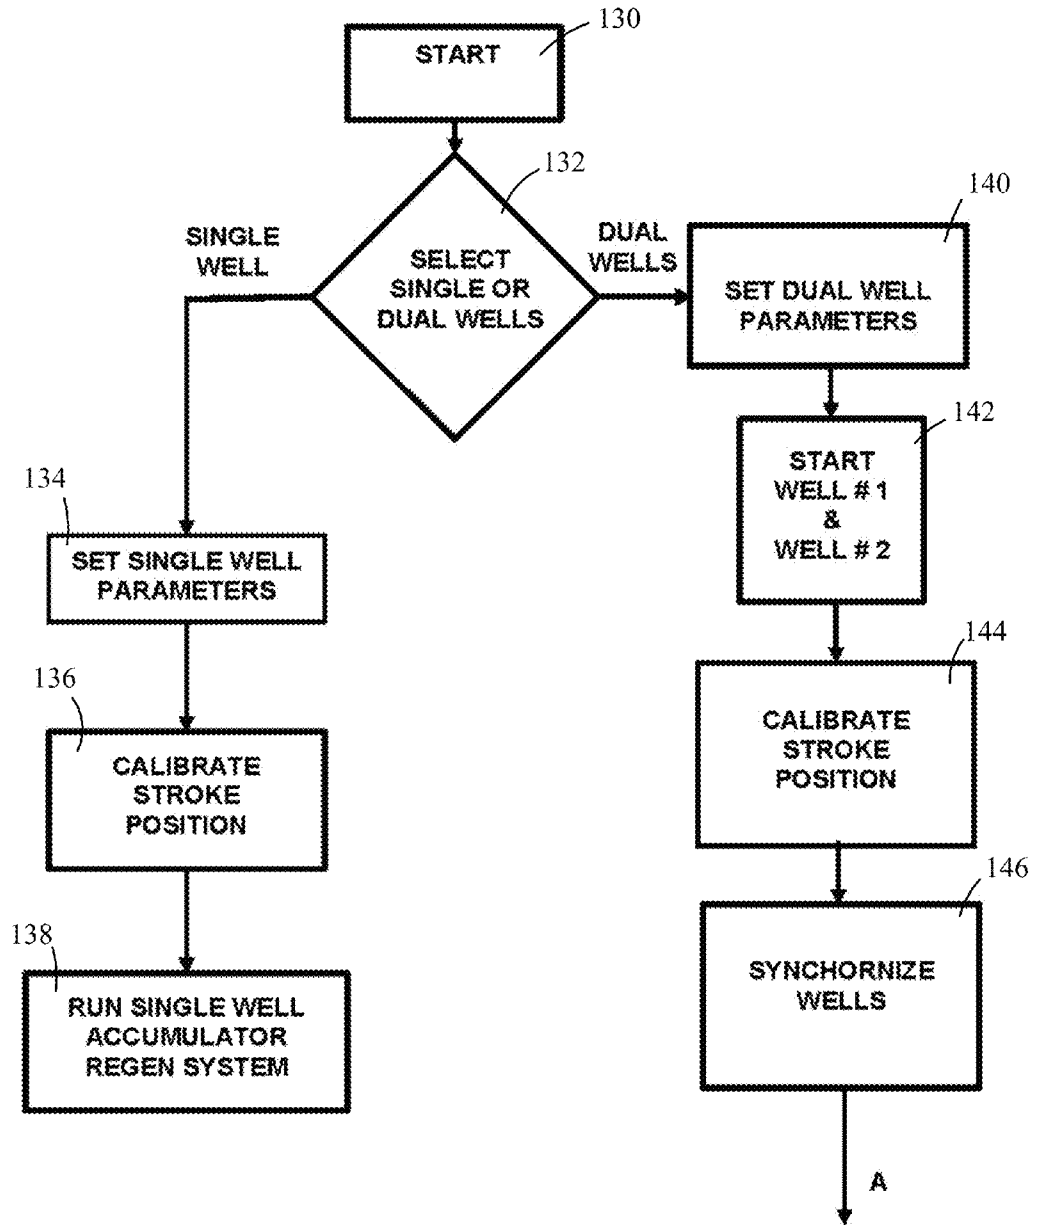 130
START
132
SELECT
SINGLE OR
DUAL WELLS
SINGLE
WELL
DUAL
WELLS
134
SET SINGLE WELL
PARAMETERS
136
CALIBRATE
STROKE
POSITION
138
RUN SINGLE WELL
ACCUMULATOR
REGEN SYSTEM
140
SET DUAL WELL
PARAMETERS
142
START
WELL # 1
&
WELL # 2
144
CALIBRATE
STROKE
POSITION
146
SYNCHORNIZE
WELLS
A